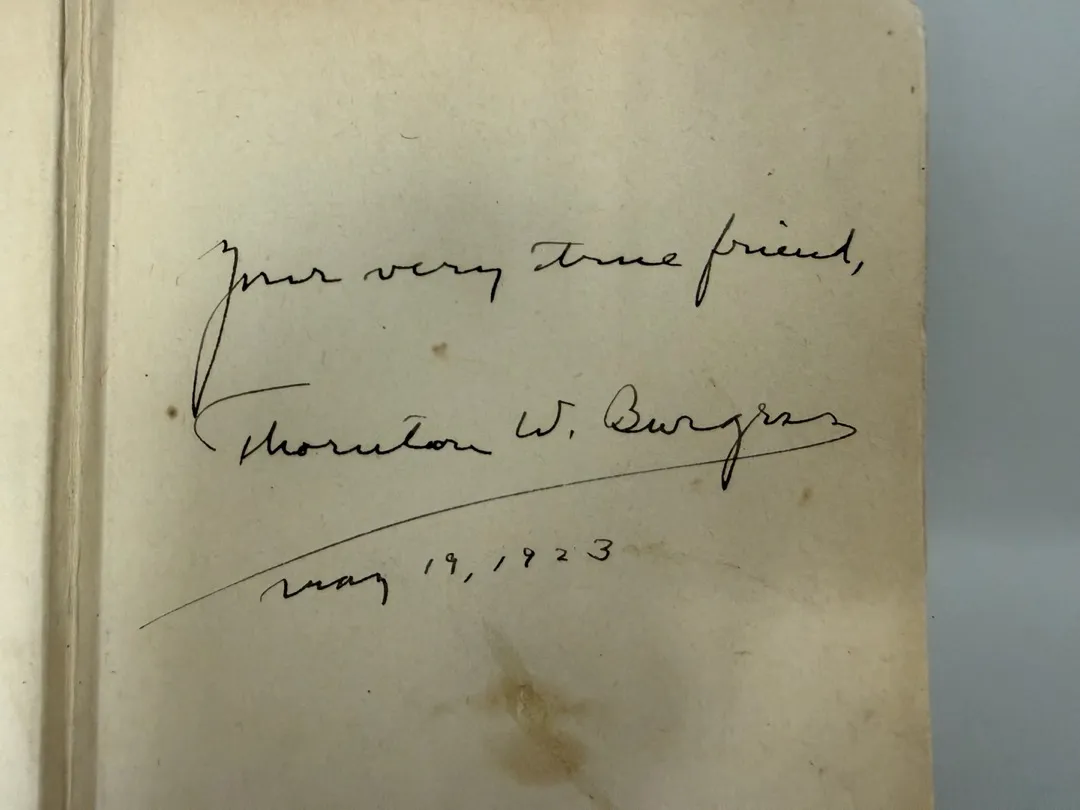 Your very true friend,
Thornton W. Burgess
May 19, 1923